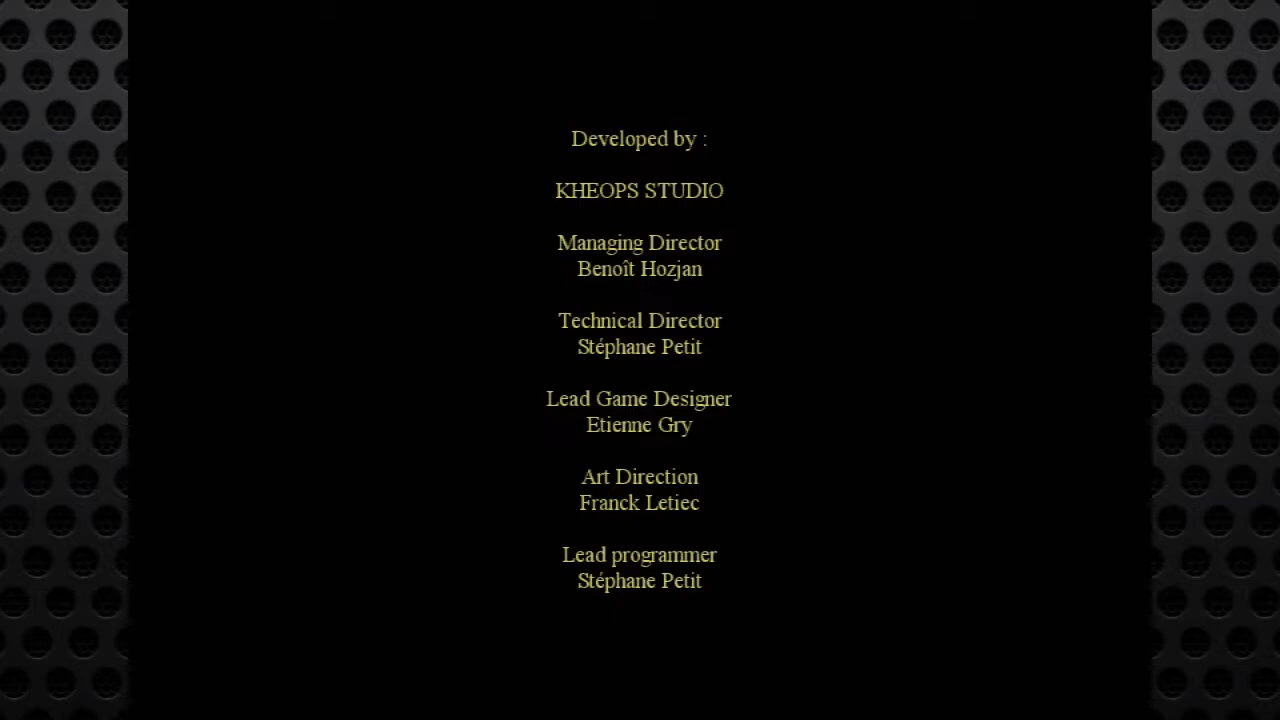 Developed by :
KHEOPS STUDIO
Managing Director
Benoît Hozjan
Technical Director
Stéphane Petit
Lead Game Designer
Etienne Gry
Art Direction
Franck Letiec
Lead programmer
Stéphane Petit